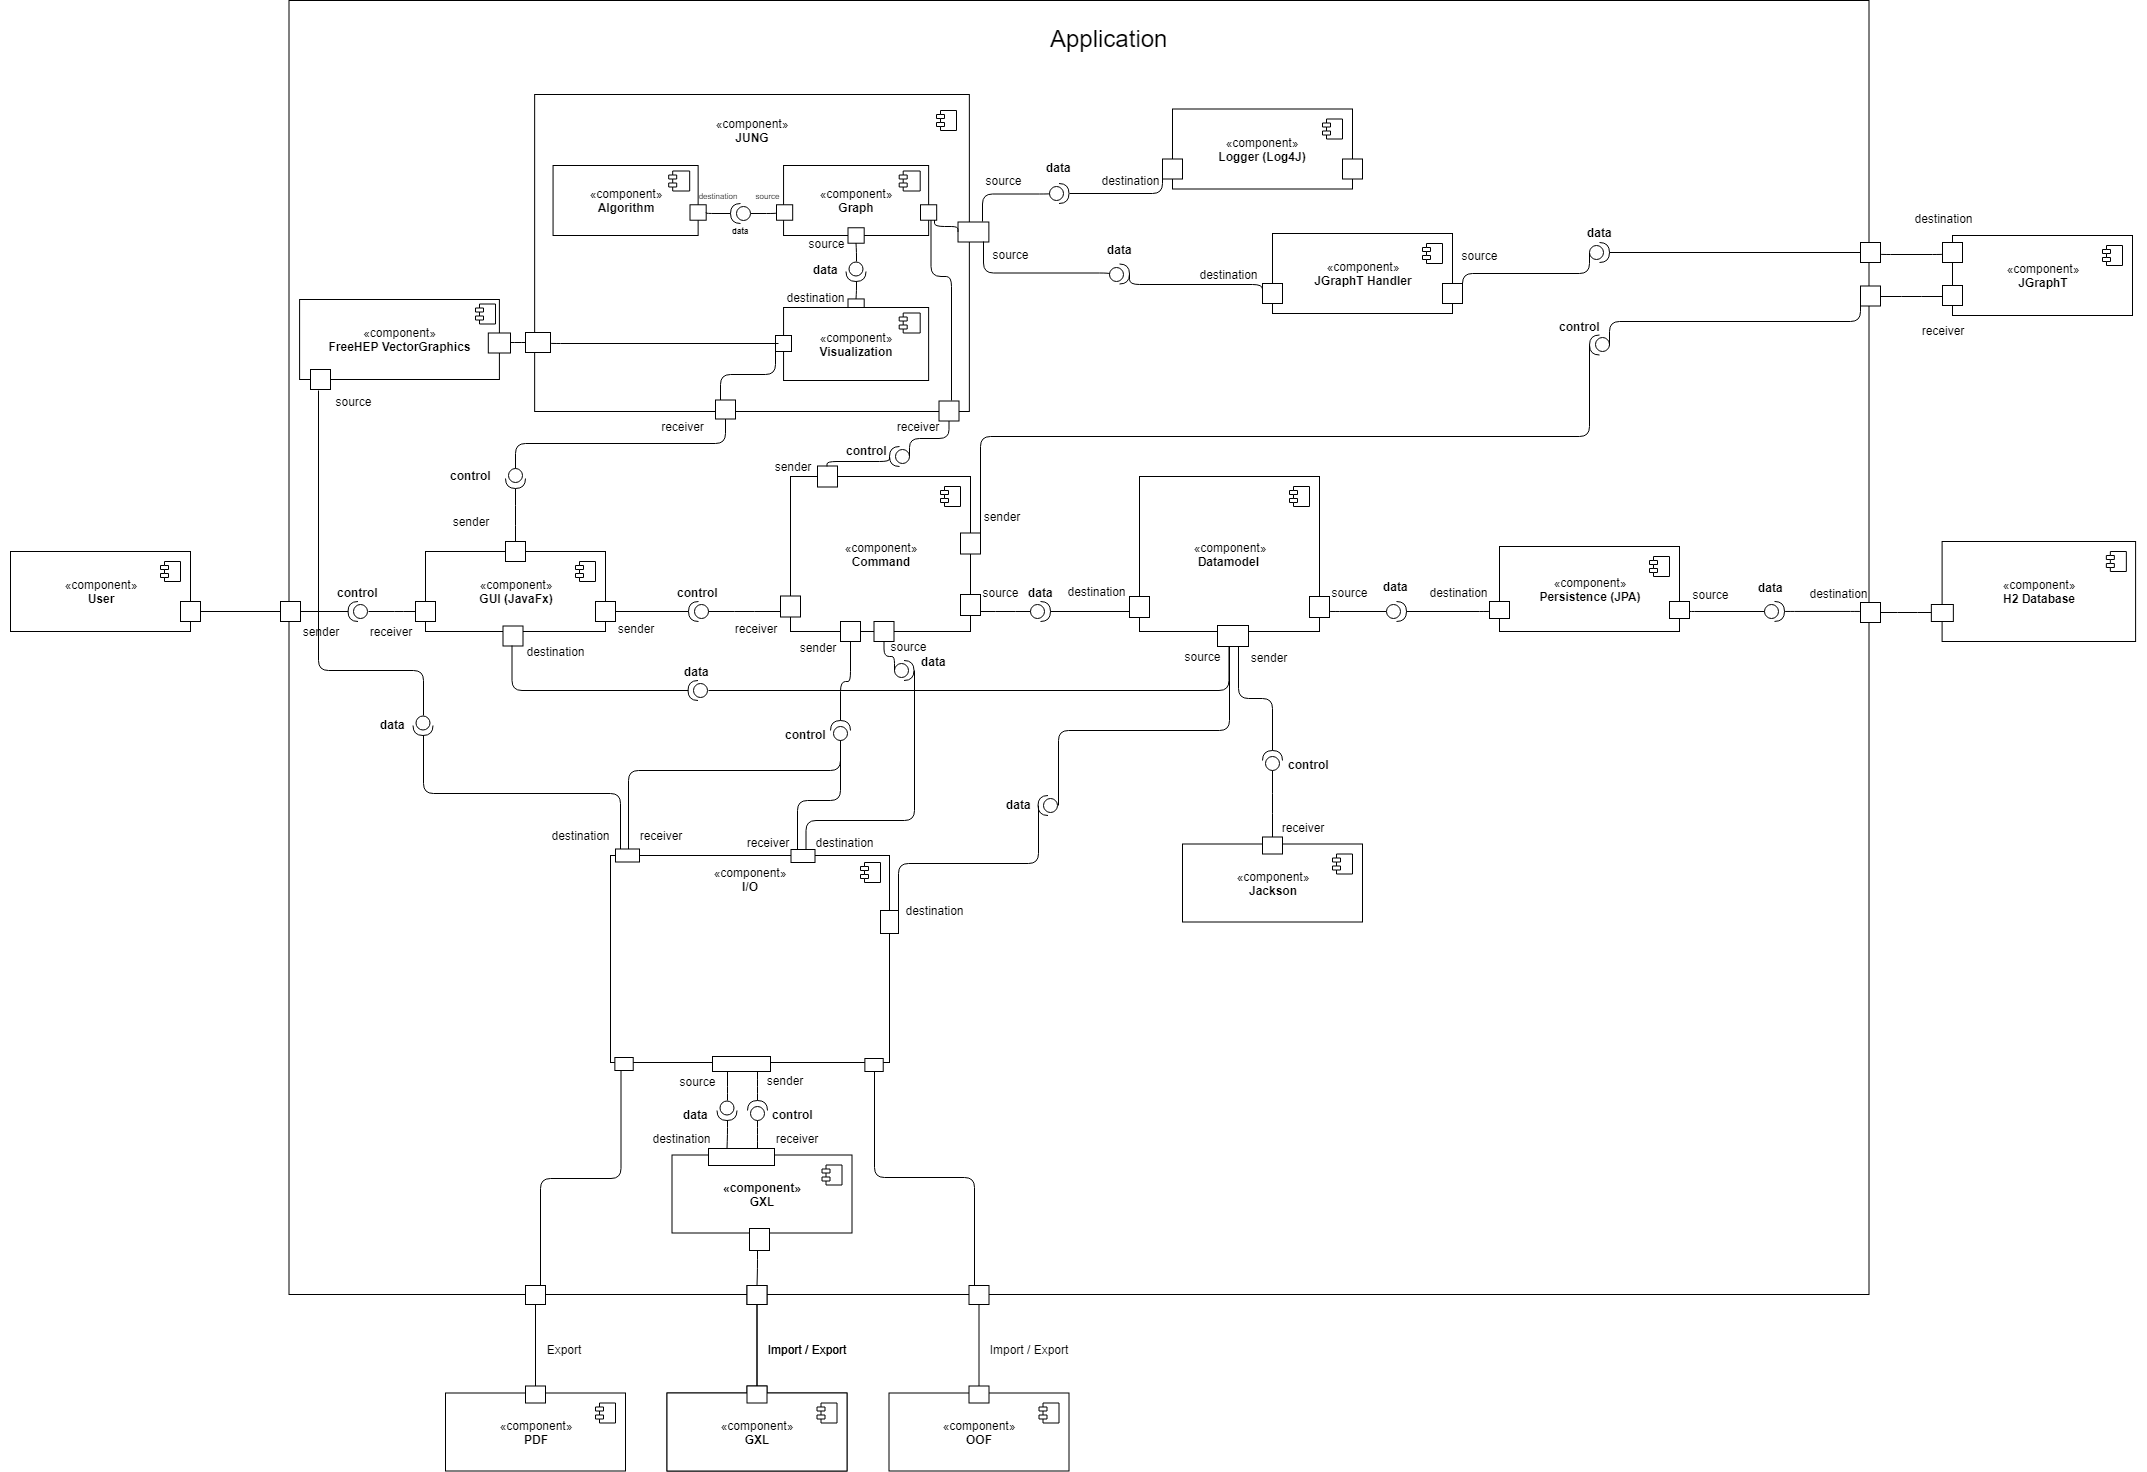 Application
«component»
JUNG
«component»
Algorithm
destination
source
data
«component»
Graph
source
data
destination
«component»
Visualization
source
data
destination
«component»
Logger (Log4J)
source
data
destination
«component»
JGraphT Handler
source
data
destination
«component»
JGraphT
receiver
control
«component»
FreeHEP VectorGraphics
source
receiver
control
sender
receiver
control
sender
sender
«component»
User
control
sender
receiver
«component»
GUI (JavaFx)
sender
control
receiver
destination
«component»
Command
source
data
destination
«component»
Datamodel
source
data
destination
«component»
Persistence (JPA)
source
data
destination
«component»
H2 Database
sender
source
data
data
source
sender
data
control
control
data
destination
receiver
receiver
destination
receiver
«component»
I/O
destination
«component»
Jackson
source
sender
data
control
destination
receiver
«component»
GXL
Export
Import / Export
Import / Export
«component»
PDF
«component»
GXL
«component»
OOF